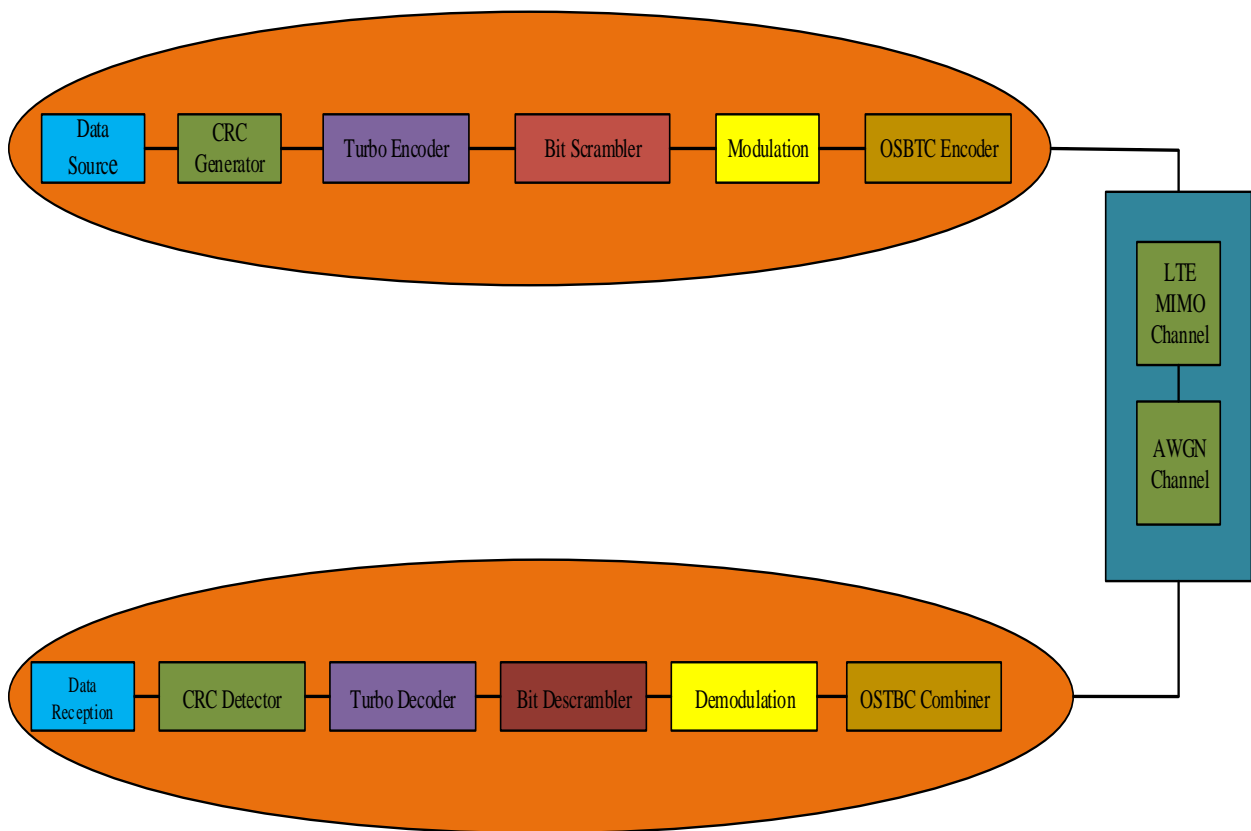 Data
Source
CRC
Generator
Turbo Encoder
Bit Scrambler
Modulation
OSBTC Encoder
LTE
MIMO
Channel
AWGN
Channel
Data
Reception
CRC Detector
Turbo Decoder
Bit Descrambler
Demodulation
OSTBC Combiner